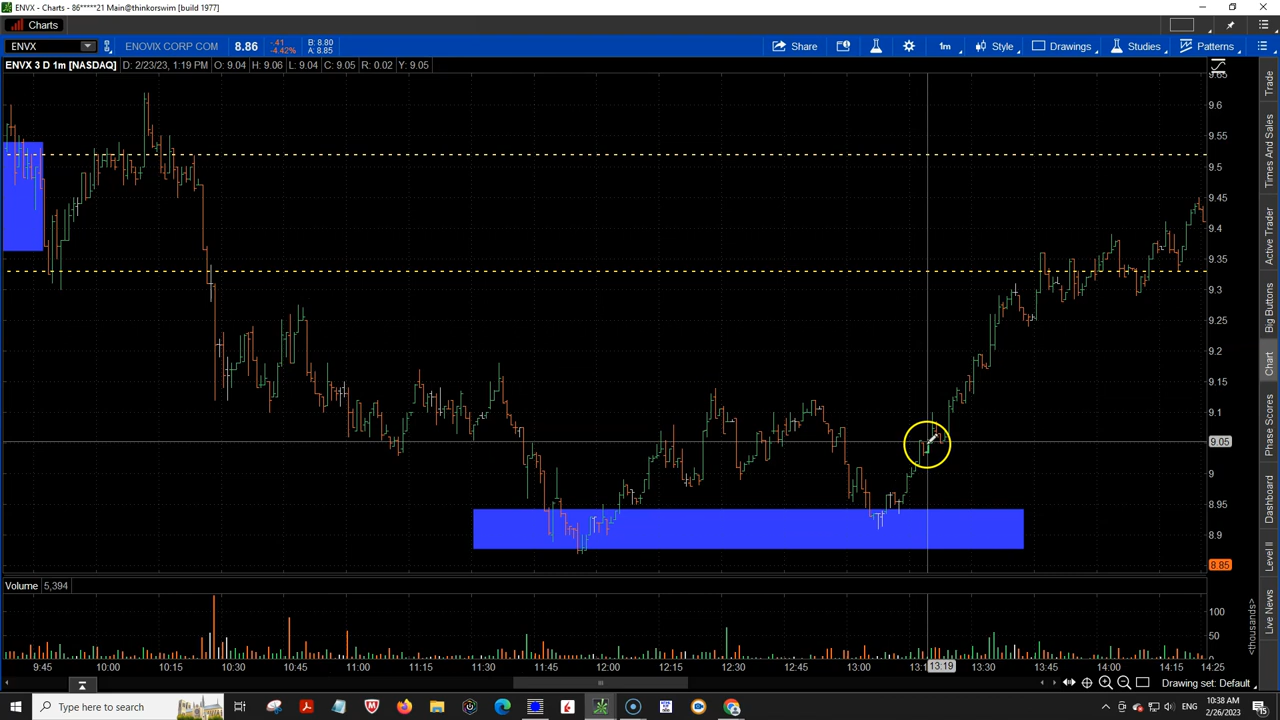 ENVX - Charts - 86*****21 Main@thinkorswim [build 1977]
Charts
ENVX ENOVIX CORP COM 8.86 -.41 -4.42% B: 8.80 A: 8.85 Share 1m Style Drawings Studies Patterns
ENVX 3 D 1m [NASDAQ] D: 2/23/23, 1:19 PM O: 9.04 H: 9.06 L: 9.04 C: 9.05 R: 0.02 Y: 9.05
9.65
9.6
9.55
9.5
9.45
9.4
9.35
9.3
9.25
9.2
9.15
9.1
9.05
9
8.95
8.9
8.85
Trade
Times And Sales
Active Trader
Big Buttons
Chart
Phase Scores
Dashboard
Level II
Live News
Volume 5,394
100
50
<thousands>
9:45 10:00 10:15 10:30 10:45 11:00 11:15 11:30 11:45 12:00 12:15 12:30 12:45 13:00 13:1 13:19 13:30 13:45 14:00 14:15 14:25
Drawing set: Default
Type here to search
ENG
10:38 AM
2/26/2023
15